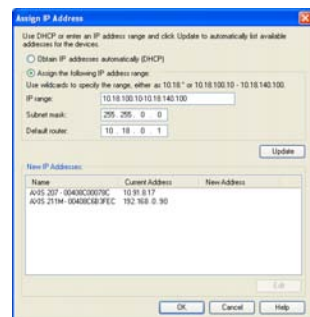 Assign IP Address
Use DHCP or enter an IP address range and click Update to automatically list available
addresses for the devices.
Obtain IP addresses automatically (DHCP)
Assign the following IP address range:
Use wildcards to specify the range, either as 10.18.* or 10.18.100.10 - 10.18.140.100.
IP range: 10.18.100.10-10.18.140.100
Subnet mask: 255 . 255 . 0 . 0
Default router: 10 . 18 . 0 . 1
Update
New IP Addresses:
Name Current Address New Address
AXIS 207 - 00408C00078C 10.91.8.17
AXIS 211M - 00408C6B3FEC 192.168.0.90
Edit
OK Cancel Help